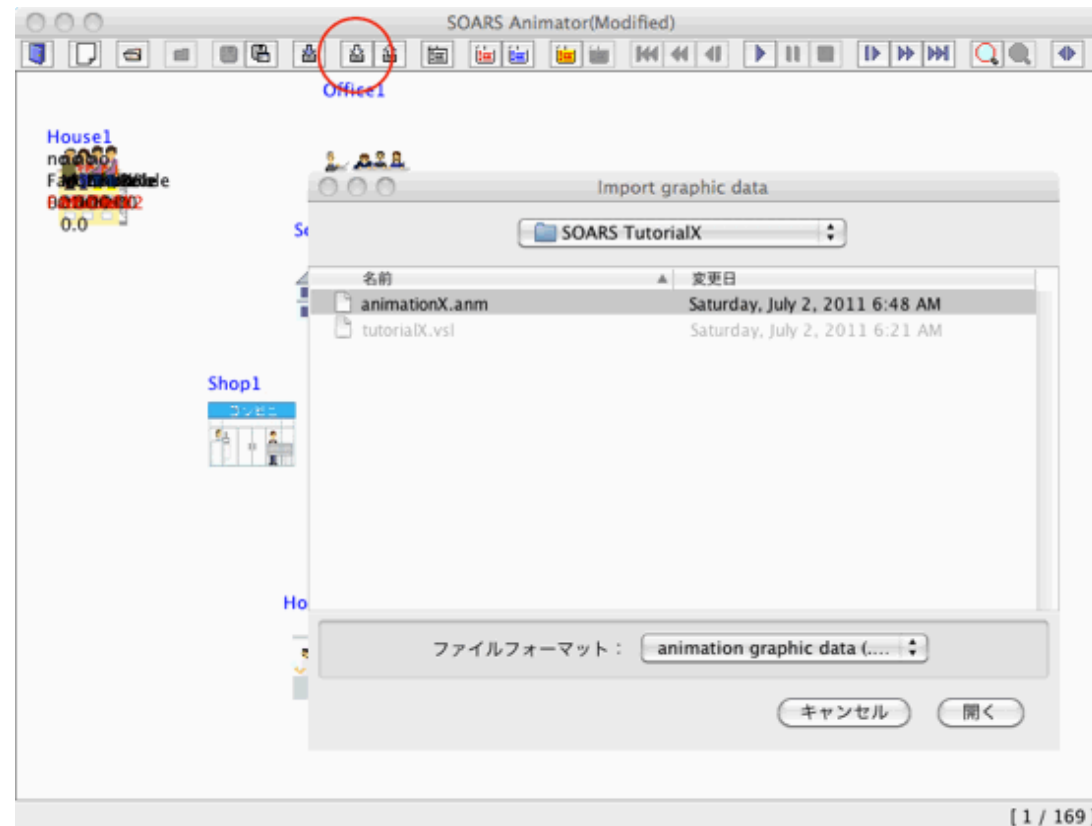 SOARS Animator(Modified)
Office1
House1
0.0
Import graphic data
SOARS TutorialX
名前 変更日
animationX.anm Saturday, July 2, 2011 6:48 AM
tutorialX.vsl Saturday, July 2, 2011 6:21 AM
Shop1
コンビニ
Ho
ファイルフォーマット： animation graphic data (....
キャンセル 開く
[ 1 / 169 ]